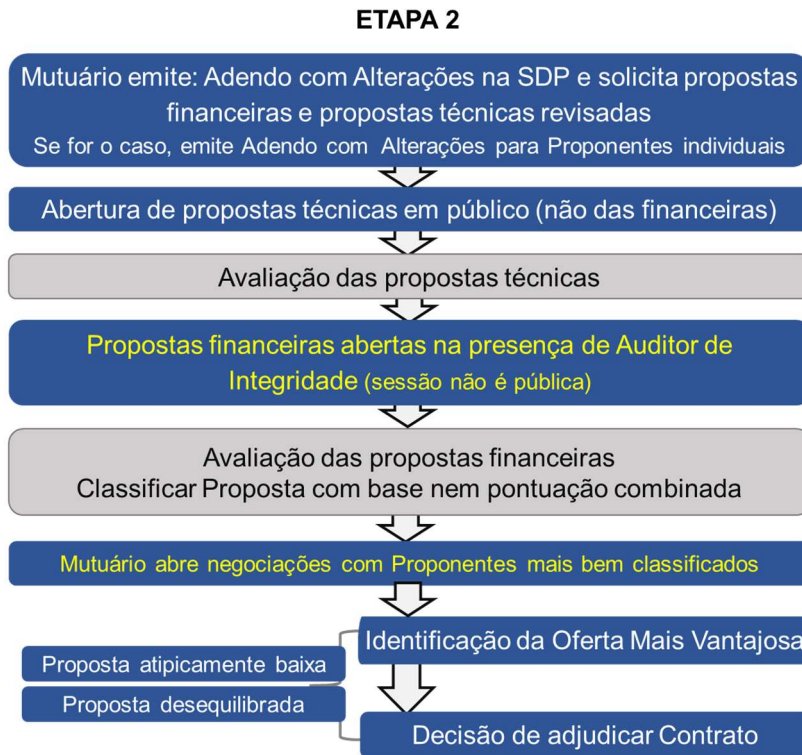 ETAPA 2
Mutuário emite: Adendo com Alterações na SDP e solicita propostas
financeiras e propostas técnicas revisadas
Se for o caso, emite Adendo com Alterações para Proponentes individuais
Abertura de propostas técnicas em público (não das financeiras)
Avaliação das propostas técnicas
Propostas financeiras abertas na presença de Auditor de
Integridade (sessão não é pública)
Avaliação das propostas financeiras
Classificar Proposta com base nem pontuação combinada
Mutuário abre negociações com Proponentes mais bem classificados
Identificação da Oferta Mais Vantajosa
Proposta atipicamente baixa
Proposta desequilibrada
Decisão de adjudicar Contrato